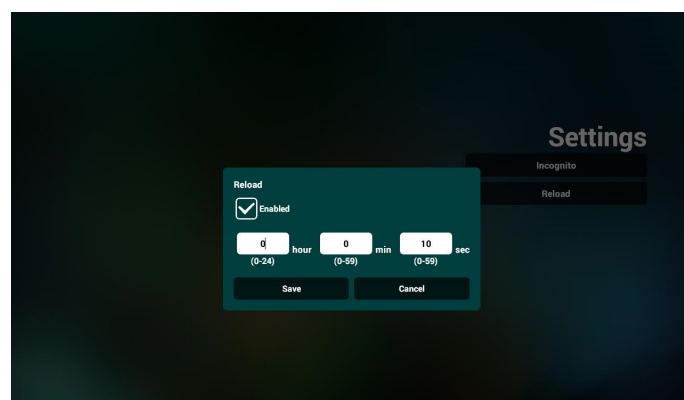 Settings
Incognito
Reload
Reload
Enabled
0 hour 0 min 10 sec
(0-24) (0-59) (0-59)
Save Cancel